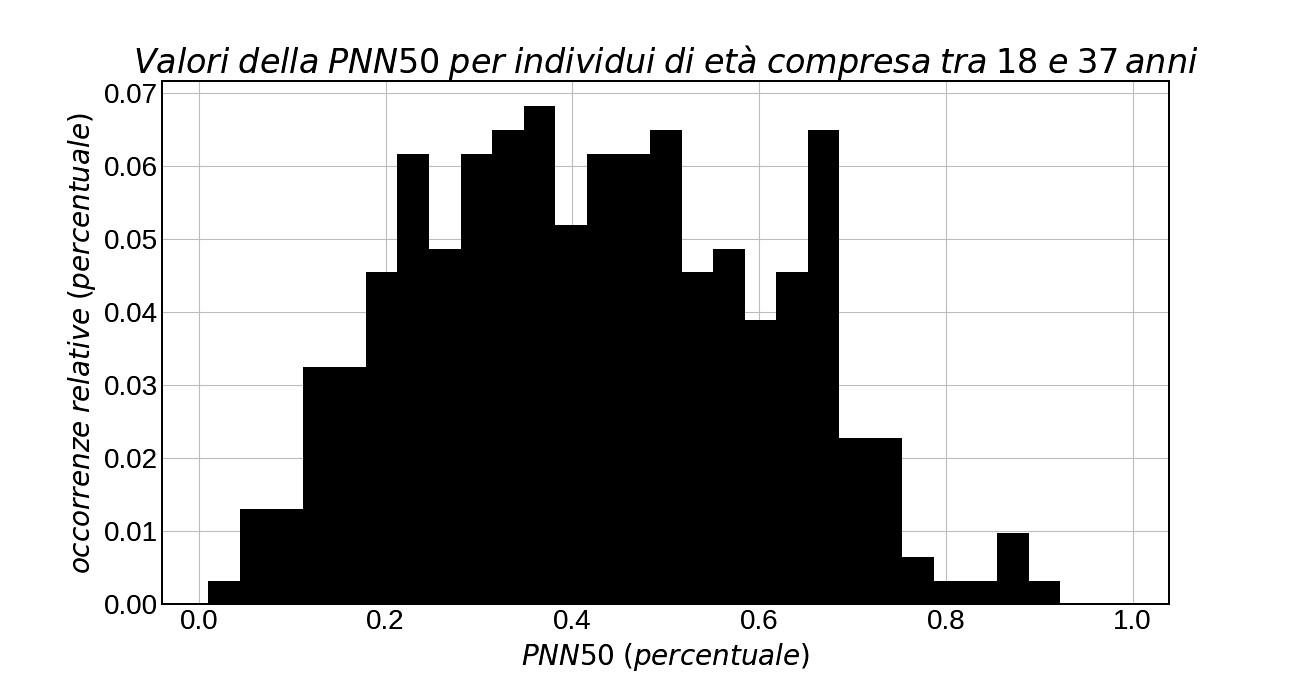 Valori della PNN50 per individui di età compresa tra 18 e 37 anni
0.07
0.06
0.05
0.04
0.03
0.02
0.01
0.00
occorrenze relative (percentuale)
0.0 0.2 0.4 0.6 0.8 1.0
PNN50 (percentuale)